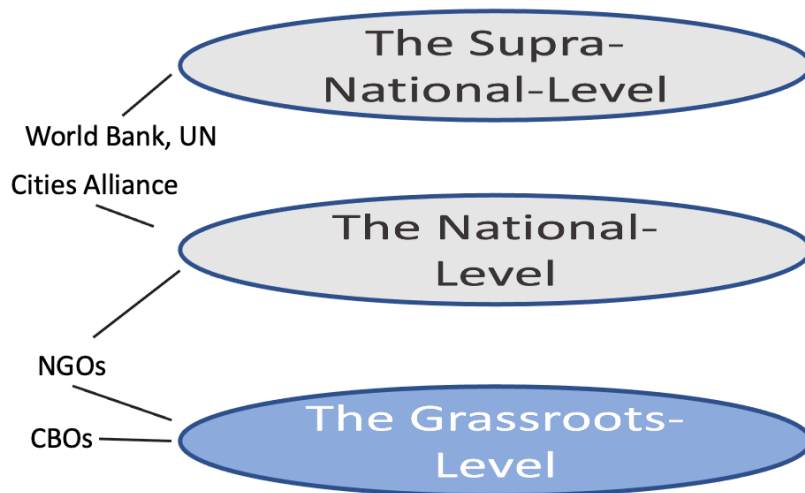 The Supra-
National-Level
World Bank, UN
Cities Alliance
The National-
Level
NGOs
The Grassroots-
Level
CBOs